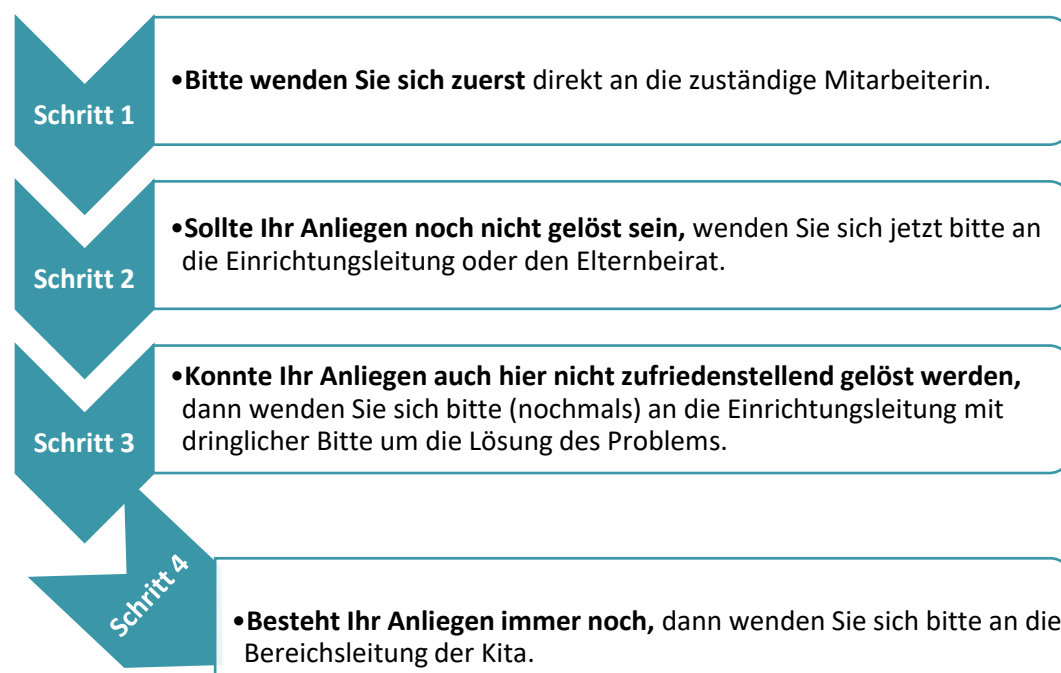 Schritt 1
•Bitte wenden Sie sich zuerst direkt an die zuständige Mitarbeiterin.
Schritt 2
•Sollte Ihr Anliegen noch nicht gelöst sein, wenden Sie sich jetzt bitte an
die Einrichtungsleitung oder den Elternbeirat.
Schritt 3
•Konnte Ihr Anliegen auch hier nicht zufriedenstellend gelöst werden,
dann wenden Sie sich bitte (nochmals) an die Einrichtungsleitung mit
dringlicher Bitte um die Lösung des Problems.
Schritt 4
•Besteht Ihr Anliegen immer noch, dann wenden Sie sich bitte an die
Bereichsleitung der Kita.